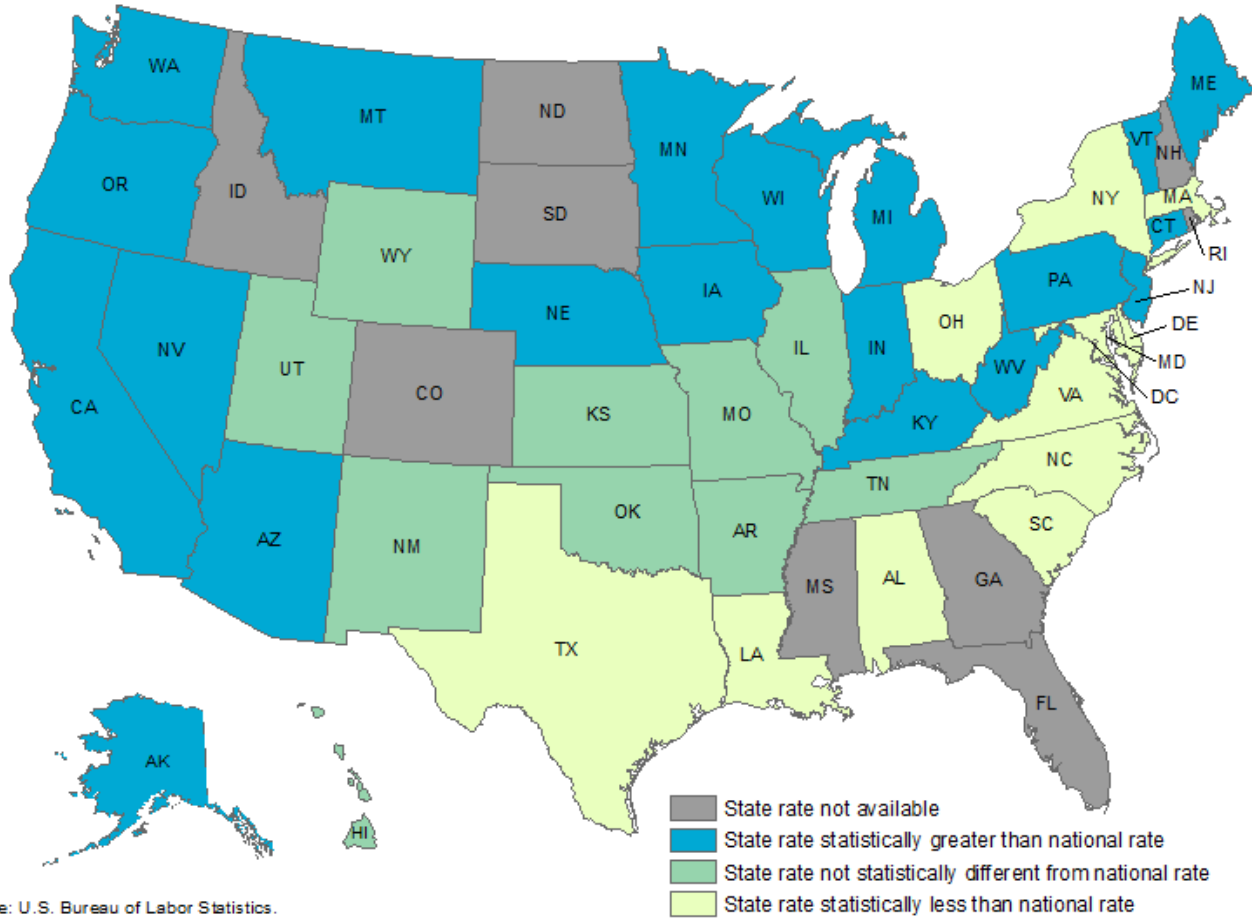 WA
MT
ND
MN
ME
VT
NH
OR
ID
SD
WI
MI
NY
MA
CT
RI
WY
IA
PA
NJ
NE
OH
DE
NV
UT
IL
IN
MD
WV
CA
CO
KS
MO
VA
DC
KY
NC
TN
AZ
NM
OK
AR
SC
MS
AL
GA
TX
LA
FL
AK
HI
State rate not available
State rate statistically greater than national rate
State rate not statistically different from national rate
State rate statistically less than national rate
e: U.S. Bureau of Labor Statistics.